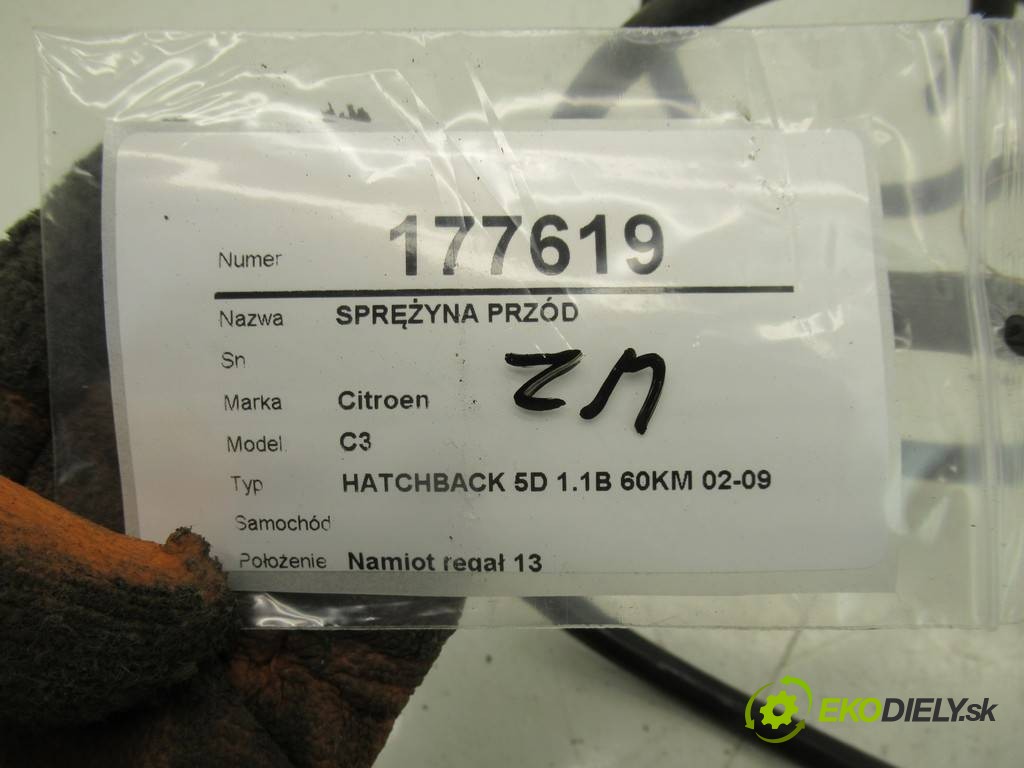 Numer 177619
Nazwa SPRĘŻYNA PRZÓD
Sn
Marka Citroen
Model C3
Typ HATCHBACK 5D 1.1B 60KM 02-09
Samochód
Położenie Namiot regał 13
EKODIELY.sk